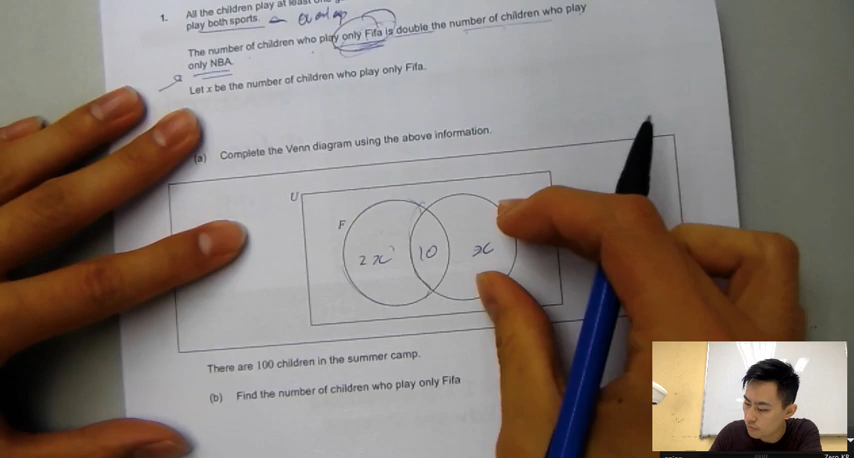 1. All the children play at least
play both sports. overlap
The number of children who play only Fifa is double the number of children who play
only NBA.
Let x be the number of children who play only Fifa.
(a) Complete the Venn diagram using the above information.
U
F
2x 10 x
There are 100 children in the summer camp.
(b) Find the number of children who play only Fifa